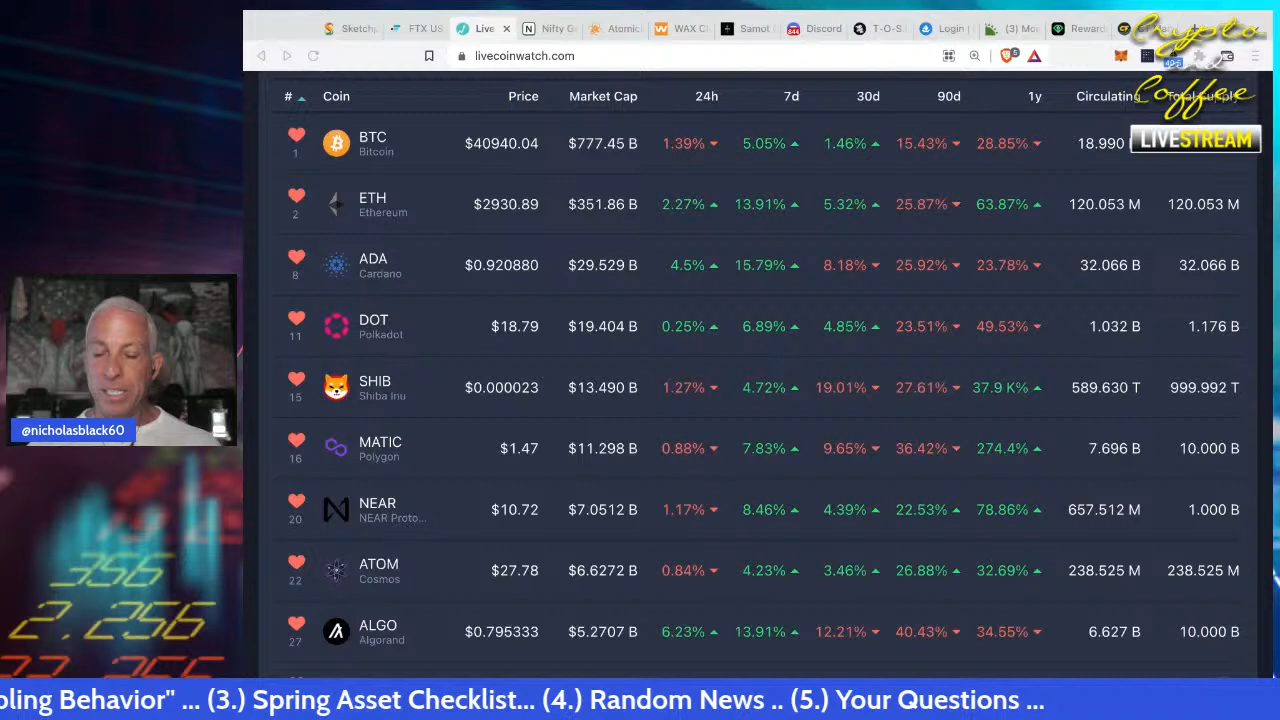 Sketchy
FTX US
Live
Nifty G
Atomic
WAX Cl
Samot
Discord
T-O-S
Login |
(3) Mo
Reward
Crypto
and
Coffee
LIVESTREAM
livecoinwatch.com
# Coin Price Market Cap 24h 7d 30d 90d 1y Circulating Total Supply
BTC $40940.04 $777.45 B 1.39% 5.05% 1.46% 15.43% 28.85% 18.990
1 Bitcoin
ETH $2930.89 $351.86 B 2.27% 13.91% 5.32% 25.87% 63.87% 120.053 M 120.053 M
2 Ethereum
ADA $0.920880 $29.529 B 4.5% 15.79% 8.18% 25.92% 23.78% 32.066 B 32.066 B
8 Cardano
DOT $18.79 $19.404 B 0.25% 6.89% 4.85% 23.51% 49.53% 1.032 B 1.176 B
11 Polkadot
SHIB $0.000023 $13.490 B 1.27% 4.72% 19.01% 27.61% 37.9 K% 589.630 T 999.992 T
15 Shiba Inu
MATIC $1.47 $11.298 B 0.88% 7.83% 9.65% 36.42% 274.4% 7.696 B 10.000 B
16 Polygon
NEAR $10.72 $7.0512 B 1.17% 8.46% 4.39% 22.53% 78.86% 657.512 M 1.000 B
20 NEAR Proto...
ATOM $27.78 $6.6272 B 0.84% 4.23% 3.46% 26.88% 32.69% 238.525 M 238.525 M
22 Cosmos
ALGO $0.795333 $5.2707 B 6.23% 13.91% 12.21% 40.43% 34.55% 6.627 B 10.000 B
27 Algorand
@nicholasblack60
356
2.256
pling Behavior" ... (3.) Spring Asset Checklist... (4.) Random News .. (5.) Your Questions ...